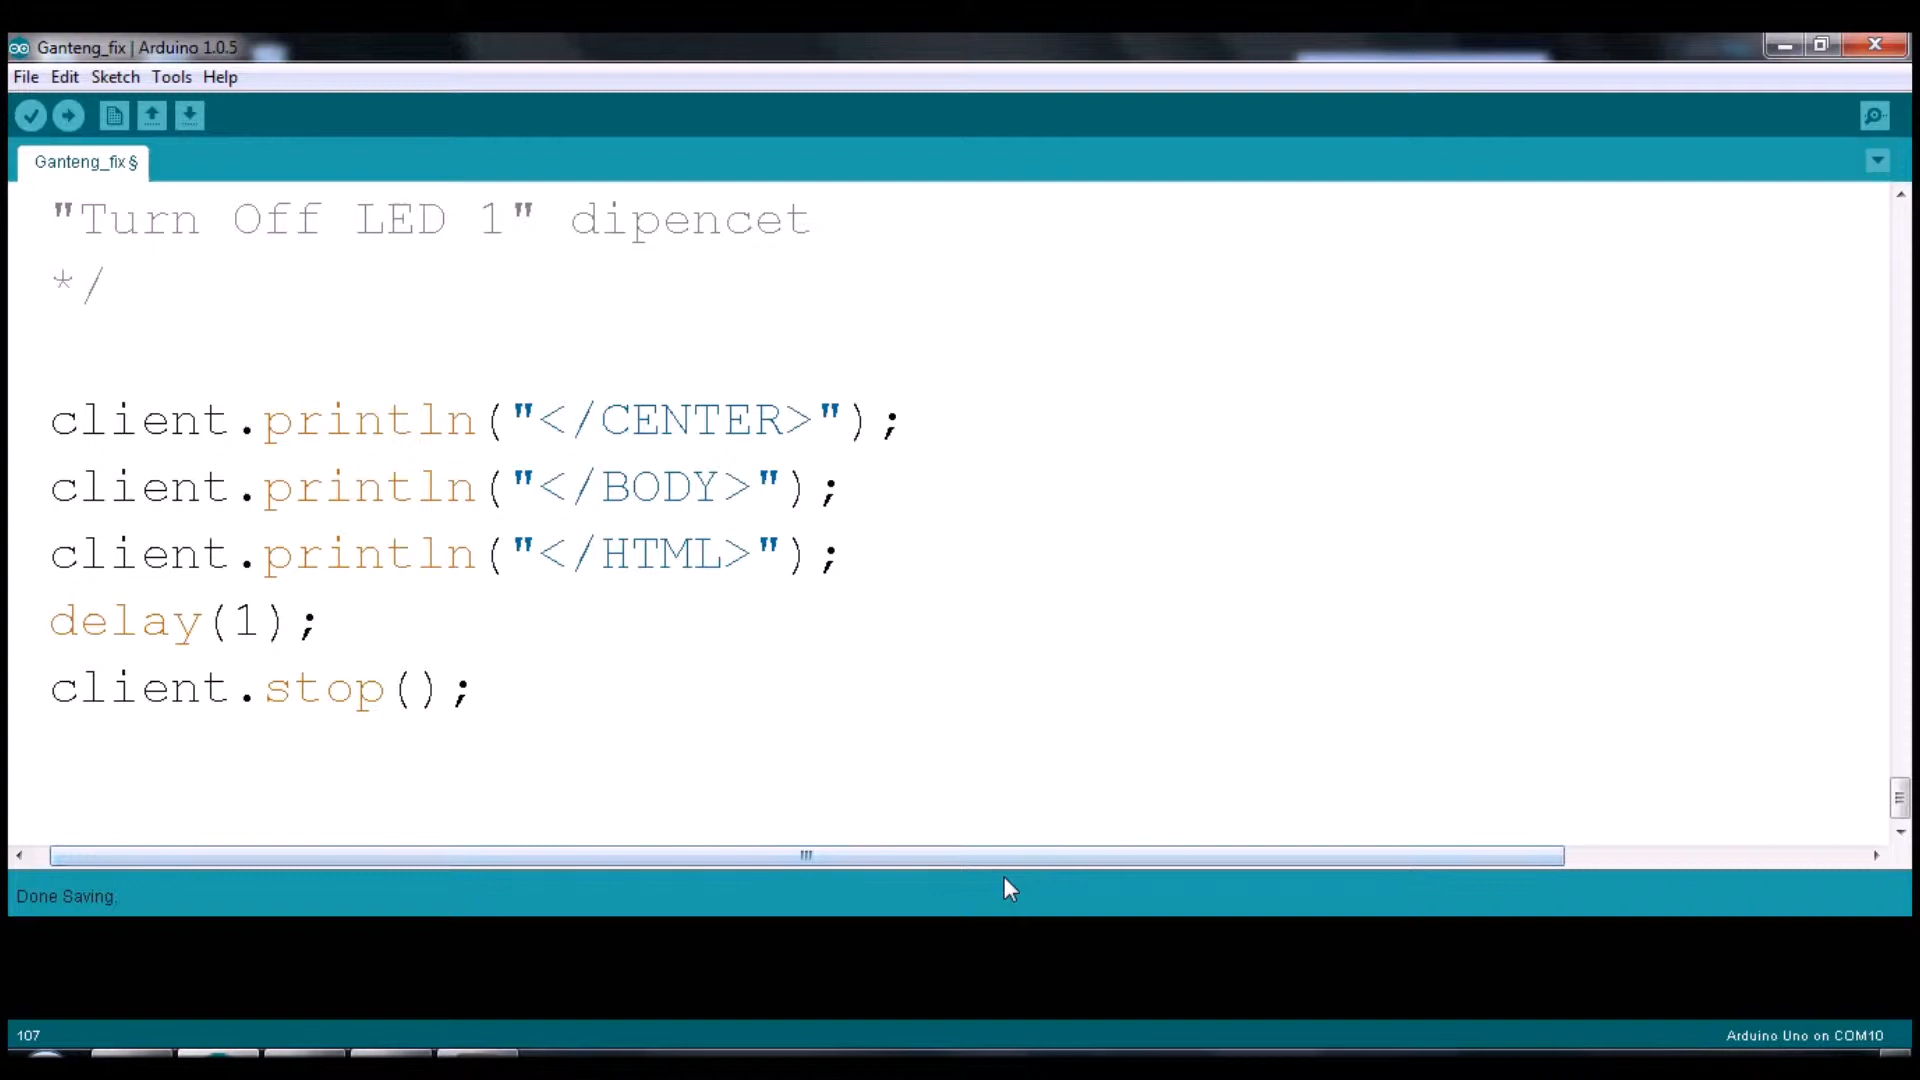 Ganteng_fix | Arduino 1.0.5
File Edit Sketch Tools Help
Ganteng_fix §
"Turn Off LED 1" dipencet
*/
client.println("</CENTER>");
client.println("</BODY>");
client.println("</HTML>");
delay(1);
client.stop();
Done Saving.
107
Arduino Uno on COM10